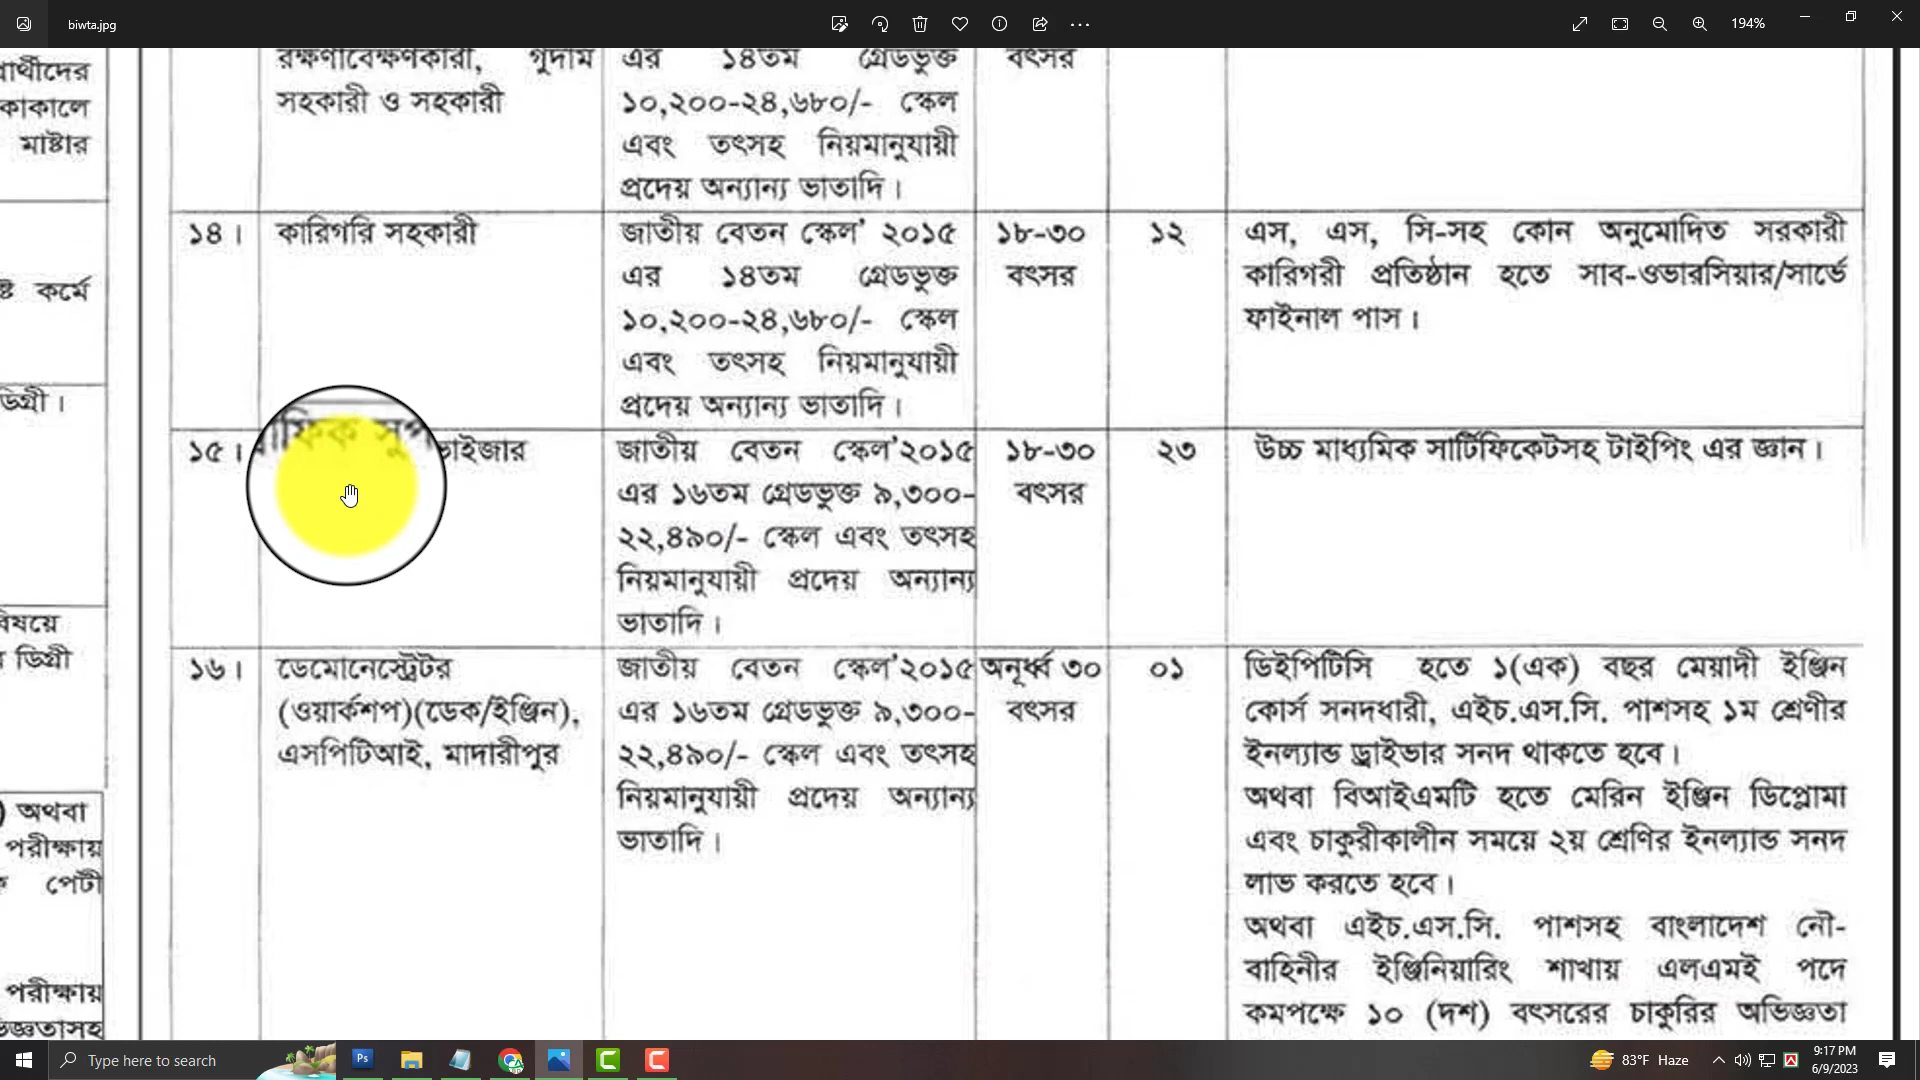 biwta.jpg
194%
প্রার্থীদের
কাকালে
মাষ্টার
কর্মে
ডিগ্রী।
বিষয়ে
ডিগ্রী
অথবা
পরীক্ষায়
পেটী
পরীক্ষায়
রক্ষণাবেক্ষণকারী, গুদাম
সহকারী ও সহকারী
এর ১৪তম গ্রেডভুক্ত
১০,২০০-২৪,৬৮০/- স্কেল
এবং তৎসহ নিয়মানুযায়ী
প্রদেয় অন্যান্য ভাতাদি।
বৎসর
১৪।
কারিগরি সহকারী
জাতীয় বেতন স্কেল’ ২০১৫
এর ১৪তম গ্রেডভুক্ত
১০,২০০-২৪,৬৮০/- স্কেল
এবং তৎসহ নিয়মানুযায়ী
প্রদেয় অন্যান্য ভাতাদি।
১৮-৩০
বৎসর
১২
এস, এস, সি-সহ কোন অনুমোদিত সরকারী
কারিগরী প্রতিষ্ঠান হতে সাব-ওভারসিয়ার/সার্ভে
ফাইনাল পাস।
১৫।
জাতীয় বেতন স্কেল’২০১৫
এর ১৬তম গ্রেডভুক্ত ৯,৩০০-
২২,৪৯০/- স্কেল এবং তৎসহ
নিয়মানুযায়ী প্রদেয় অন্যান্য
ভাতাদি।
১৮-৩০
বৎসর
২৩
উচ্চ মাধ্যমিক সার্টিফিকেটসহ টাইপিং এর জ্ঞান।
১৬।
ডেমোনেস্ট্রেটর
(ওয়ার্কশপ)(ডেক/ইঞ্জিন),
এসপিটিআই, মাদারীপুর
জাতীয় বেতন স্কেল’২০১৫
এর ১৬তম গ্রেডভুক্ত ৯,৩০০-
২২,৪৯০/- স্কেল এবং তৎসহ
নিয়মানুযায়ী প্রদেয় অন্যান্য
ভাতাদি।
অনূর্ধ্ব ৩০
বৎসর
০১
ডিইপিটিসি হতে ১(এক) বছর মেয়াদী ইঞ্জিন
কোর্স সনদধারী, এইচ.এস.সি. পাশসহ ১ম শ্রেণীর
ইনল্যান্ড ড্রাইভার সনদ থাকতে হবে।
অথবা বিআইএমটি হতে মেরিন ইঞ্জিন ডিপ্লোমা
এবং চাকুরীকালীন সময়ে ২য় শ্রেণির ইনল্যান্ড সনদ
লাভ করতে হবে।
অথবা এইচ.এস.সি. পাশসহ বাংলাদেশ নৌ-
বাহিনীর ইঞ্জিনিয়ারিং শাখায় এলএমই পদে
কমপক্ষে ১০ (দশ) বৎসরের চাকুরির অভিজ্ঞতা
Type here to search
Ps
83°F Haze
9:17 PM
6/9/2023